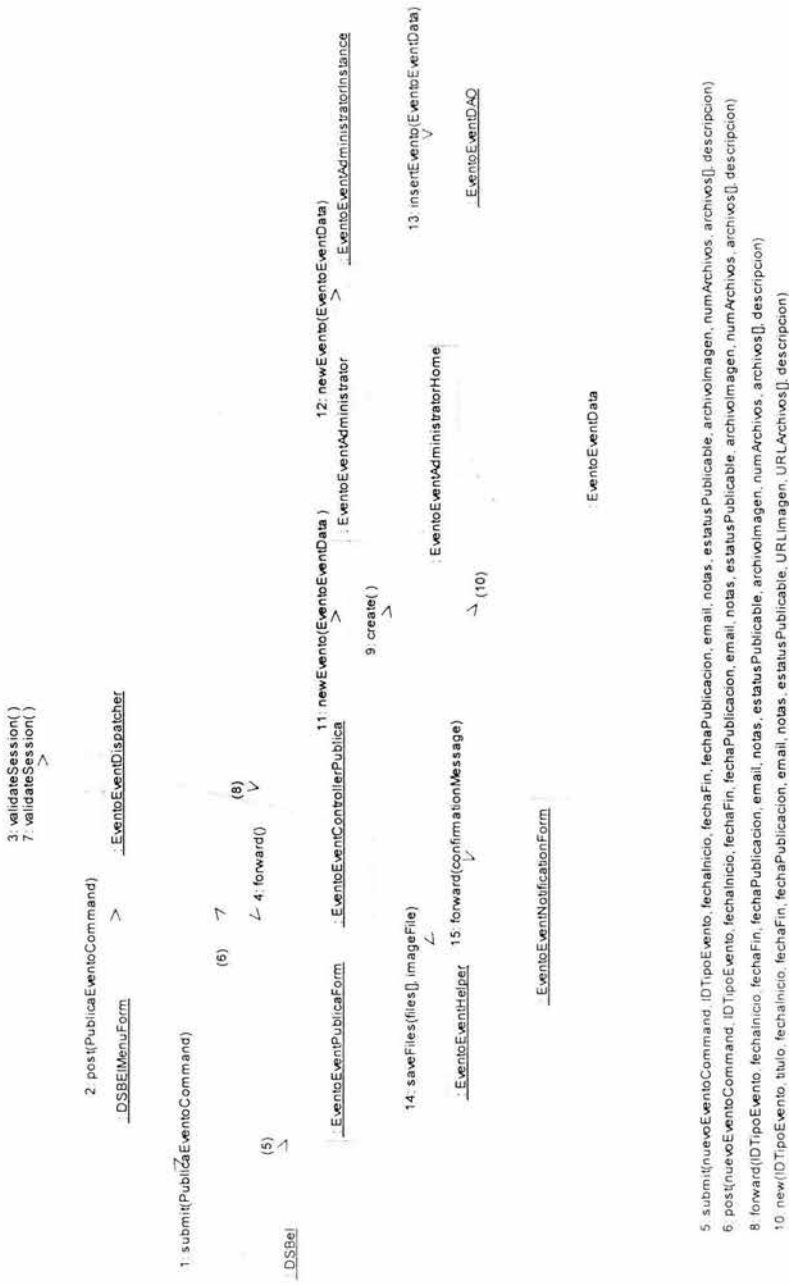 3: validateSession( )
7: validateSession( )
2: post(PublicaEventoCommand)
: DSBElMenuForm
: EventoEventDispatcher
1: submit(PublicaEventoCommand)
(6)
4: forward()
(8)
(5)
: DSBel
: EventoEventPublicaForm
: EventoEventControllerPublica
11: newEvento(EventoEventData )
: EventoEventAdministrator
12: newEvento(EventoEventData)
: EventoEventAdministratorInstance
9: create( )
14: saveFiles(files[], imageFile)
15: forward(confirmationMessage)
: EventoEventHelper
(10)
: EventoEventAdministratorHome
13: insertEvento(EventoEventData)
: EventoEventDAO
: EventoEventNotificationForm
: EventoEventData
5: submit(nuevoEventoCommand, IDTipoEvento, fechaInicio, fechaFin, fechaPublicacion, email, notas, estatusPublicable, archivoImagen, numArchivos, archivos[], descripcion)
6: post(nuevoEventoCommand, IDTipoEvento, fechaInicio, fechaFin, fechaPublicacion, email, notas, estatusPublicable, archivoImagen, numArchivos, archivos[], descripcion)
8: forward(IDTipoEvento, fechaInicio, fechaFin, fechaPublicacion, email, notas, estatusPublicable, archivoImagen, numArchivos, archivos[], descripcion)
10: new(IDTipoEvento, titulo, fechaInicio, fechaFin, fechaPublicacion, email, notas, estatusPublicable, URLImagen, URLArchivos[], descripcion)